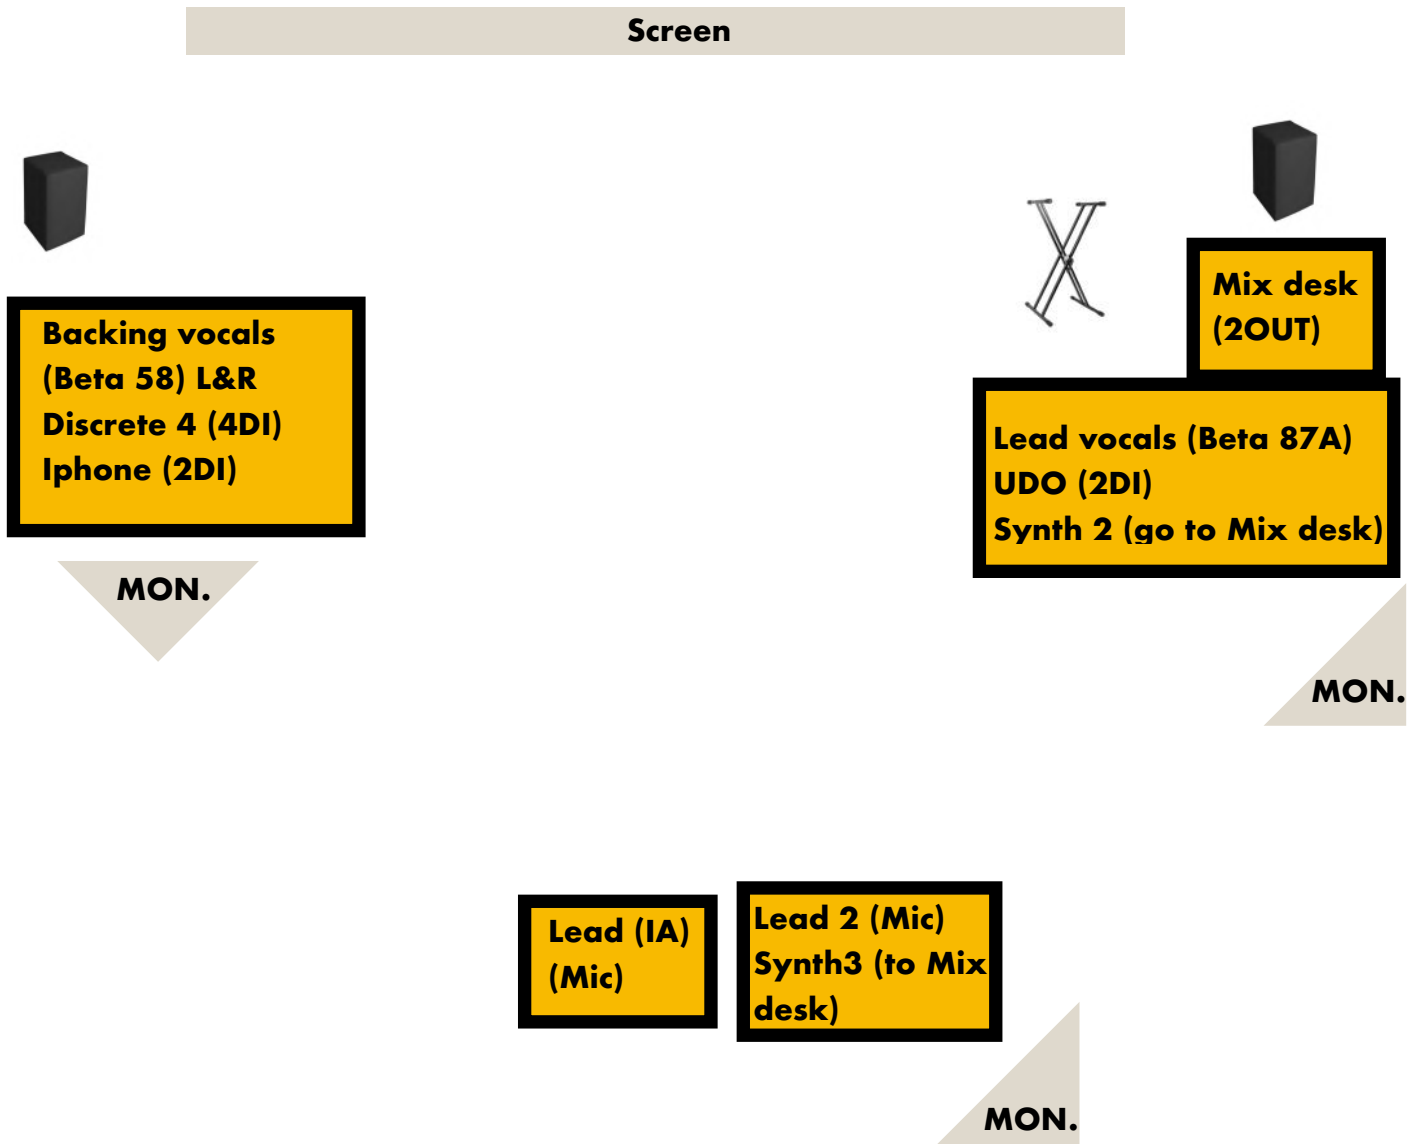 Screen
Mix desk
(2OUT)
Backing vocals
(Beta 58) L&R
Discrete 4 (4DI)
Iphone (2DI)
Lead vocals (Beta 87A)
UDO (2DI)
Synth 2 (go to Mix desk)
MON.
MON.
Lead (IA)
(Mic)
Lead 2 (Mic)
Synth3 (to Mix
desk)
MON.